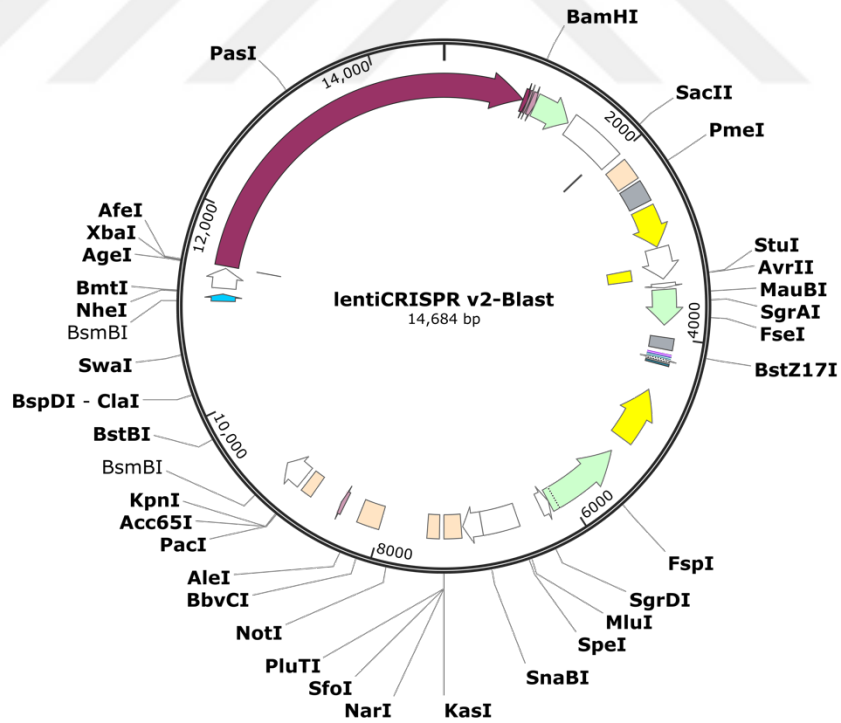 BamHI
PasI
14,000
SacII
2000
PmeI
12,000
AfeI
XbaI
AgeI
BmtI
NheI
BsmBI
SwaI
BspDI - ClaI
BstBI
10,000
BsmBI
KpnI
Acc65I
PacI
AleI
BbvCI
NotI
PluTI
SfoI
NarI
KasI
8000
SnaBI
SpeI
MluI
SgrDI
FspI
6000
BstZ17I
4000
FseI
SgrAI
MauBI
AvrII
StuI
lentiCRISPR v2-Blast
14,684 bp